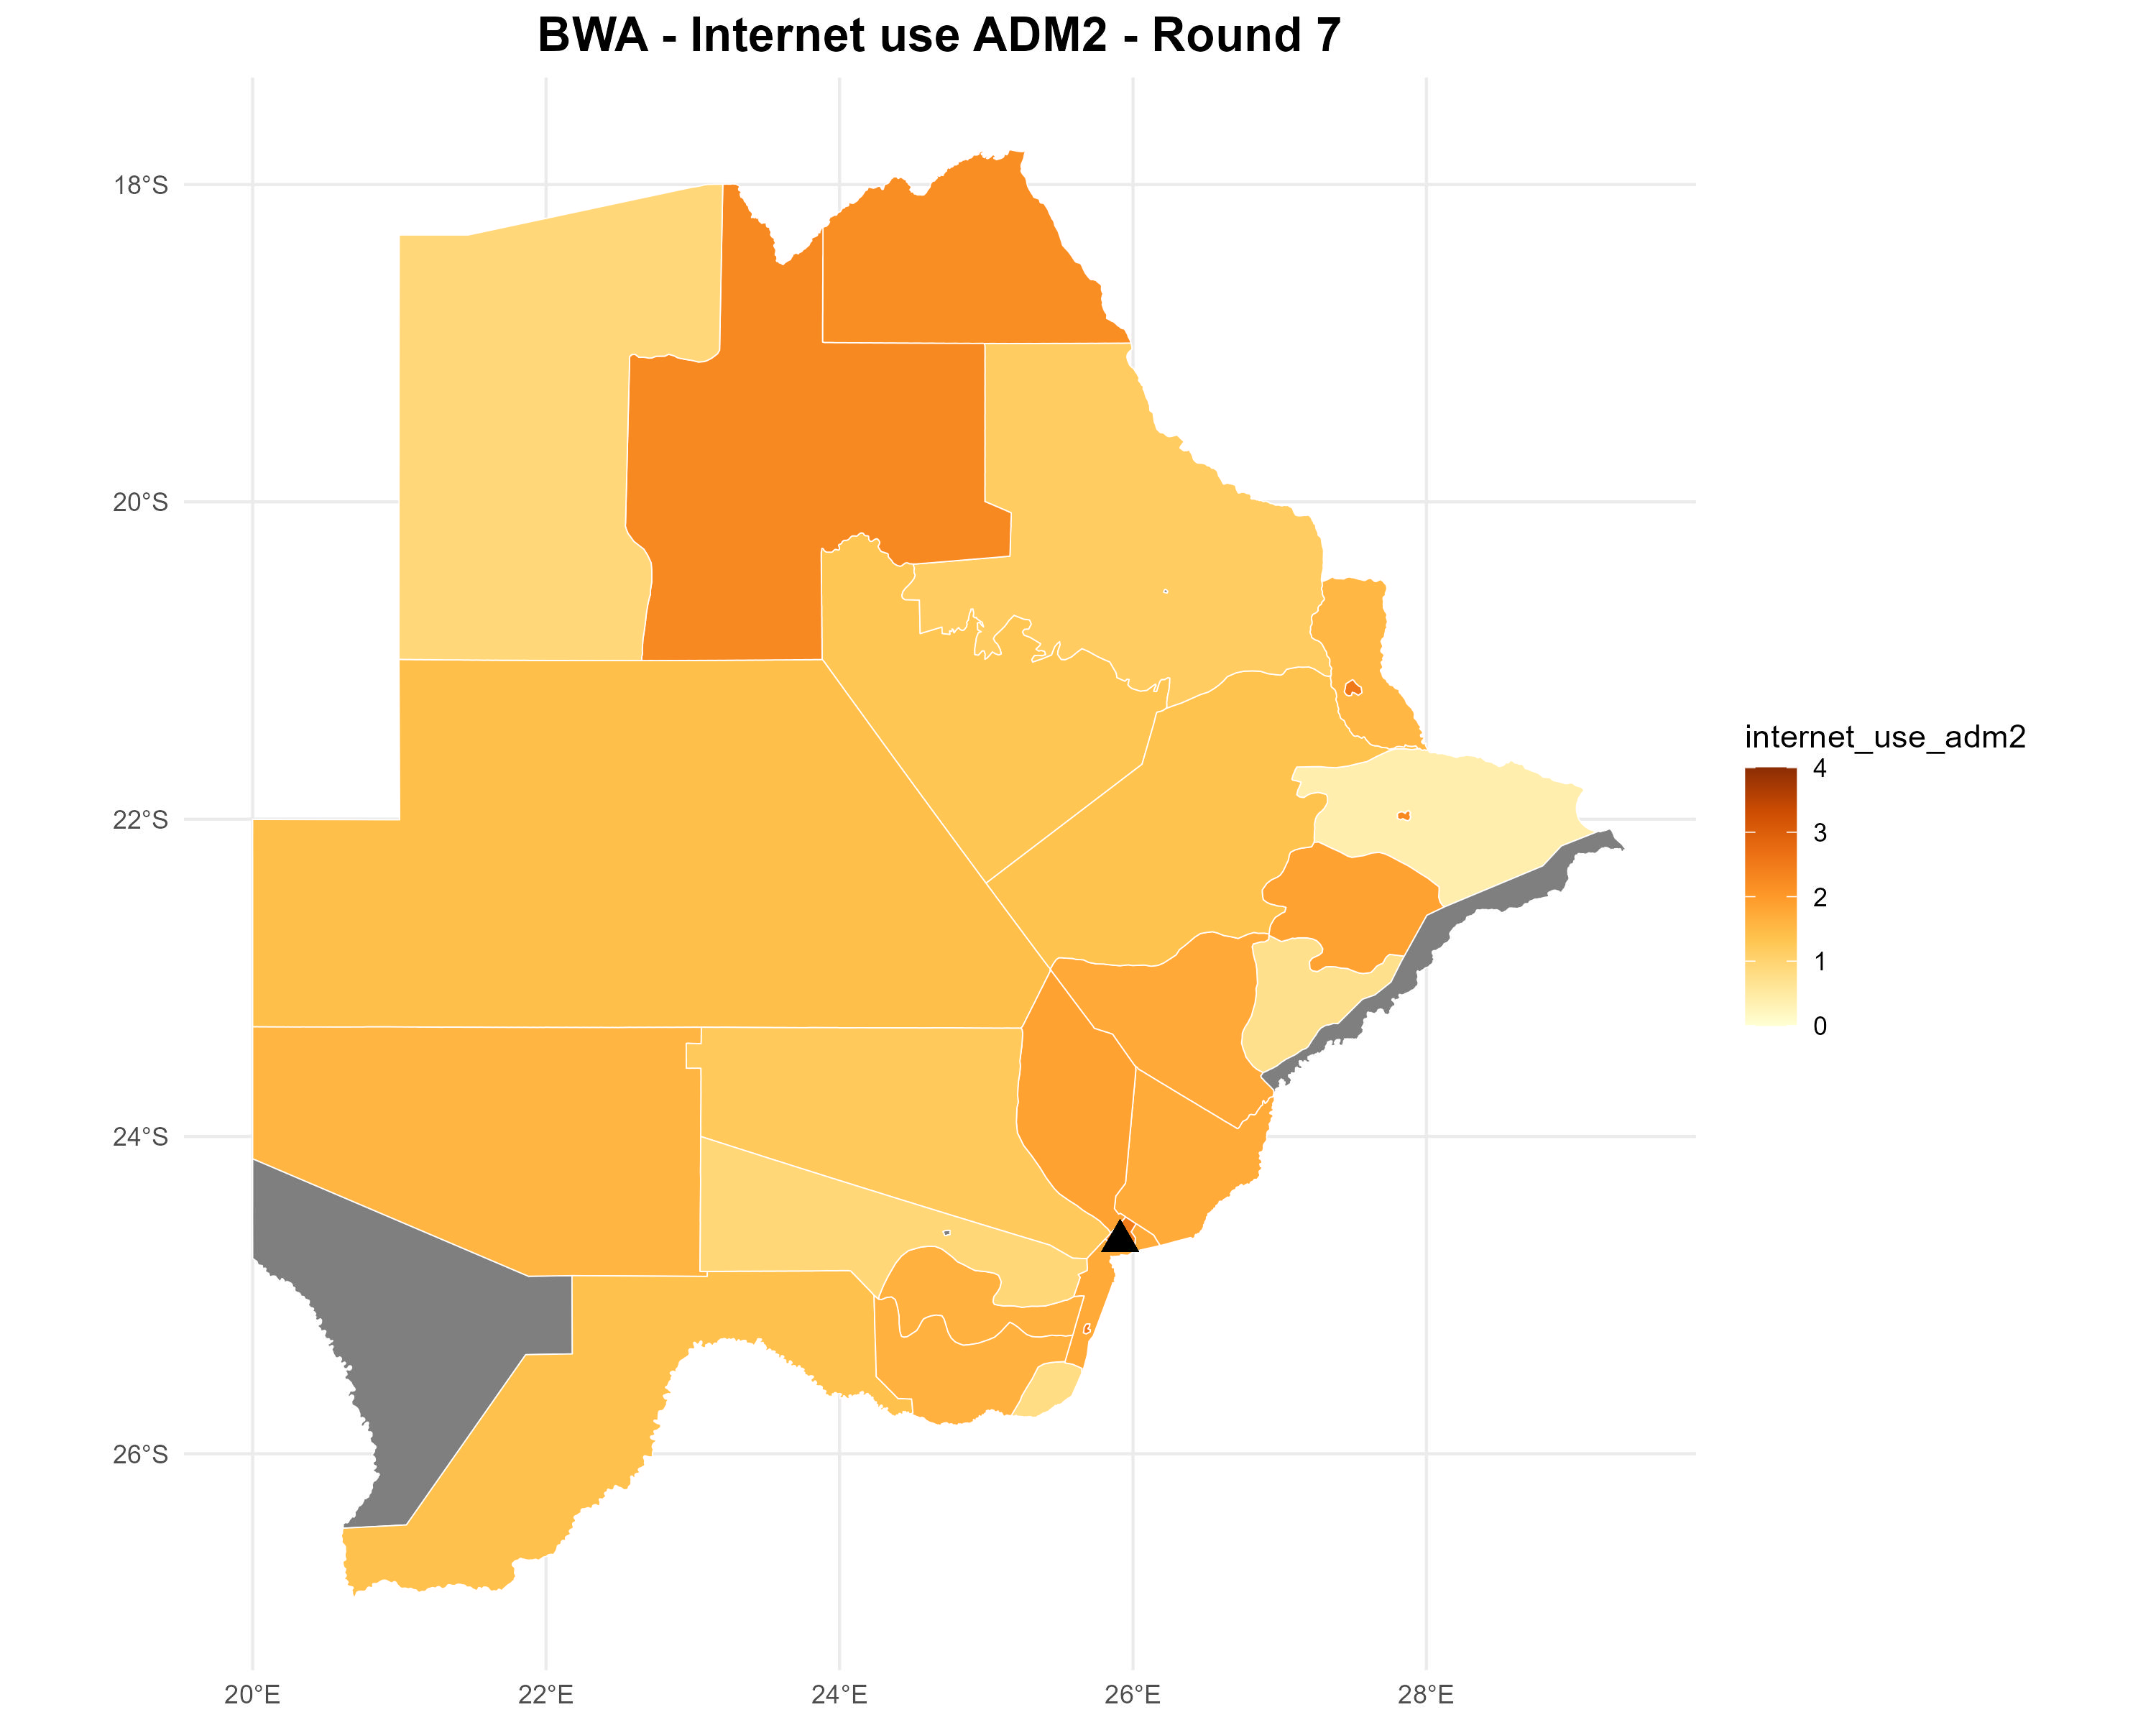 BWA - Internet use ADM2 - Round 7
18°S
20°S
22°S
24°S
26°S
20°E
22°E
24°E
26°E
28°E
internet_use_adm2
4
3
2
1
0